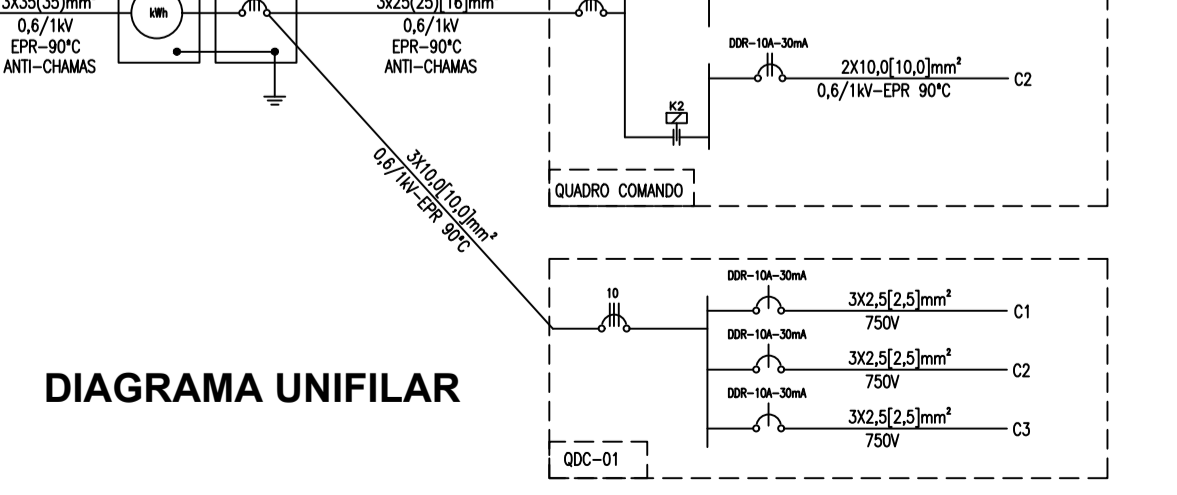 3X35(35)mm
0,6/1kV
EPR-90°C
ANTI-CHAMAS
kWh
3x25(25)[16]mm
0,6/1kV
EPR-90°C
ANTI-CHAMAS
DDR-10A-30mA
2X10,0[10,0]mm²
0,6/1kV-EPR 90°C
C2
K2
QUADRO COMANDO
3X10,0[10,0]mm²
0,6/1kV-EPR 90°C
10
DDR-10A-30mA
3X2,5[2,5]mm²
750V
C1
DDR-10A-30mA
3X2,5[2,5]mm²
750V
C2
DDR-10A-30mA
3X2,5[2,5]mm²
750V
C3
DIAGRAMA UNIFILAR
QDC-01